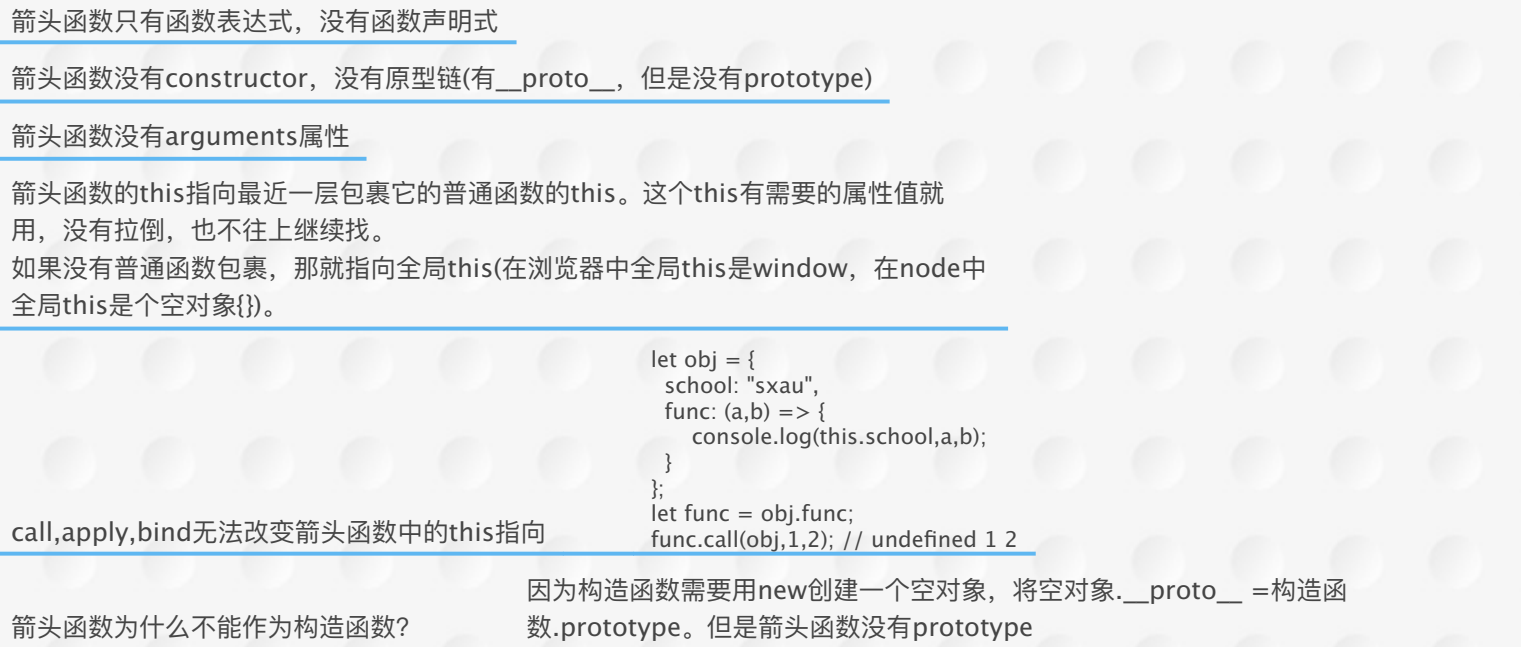 箭头函数只有函数表达式，没有函数声明式
箭头函数没有constructor，没有原型链(有__proto__，但是没有prototype)
箭头函数没有arguments属性
箭头函数的this指向最近一层包裹它的普通函数的this。这个this有需要的属性值就
用，没有拉倒，也不往上继续找。
如果没有普通函数包裹，那就指向全局this(在浏览器中全局this是window，在node中
全局this是个空对象{})。
let obj = {
school: "sxau",
func: (a,b) => {
console.log(this.school,a,b);
}
};
let func = obj.func;
call,apply,bind无法改变箭头函数中的this指向
func.call(obj,1,2); // undefined 1 2
因为构造函数需要用new创建一个空对象，将空对象.__proto__ =构造函
箭头函数为什么不能作为构造函数？
数.prototype。但是箭头函数没有prototype